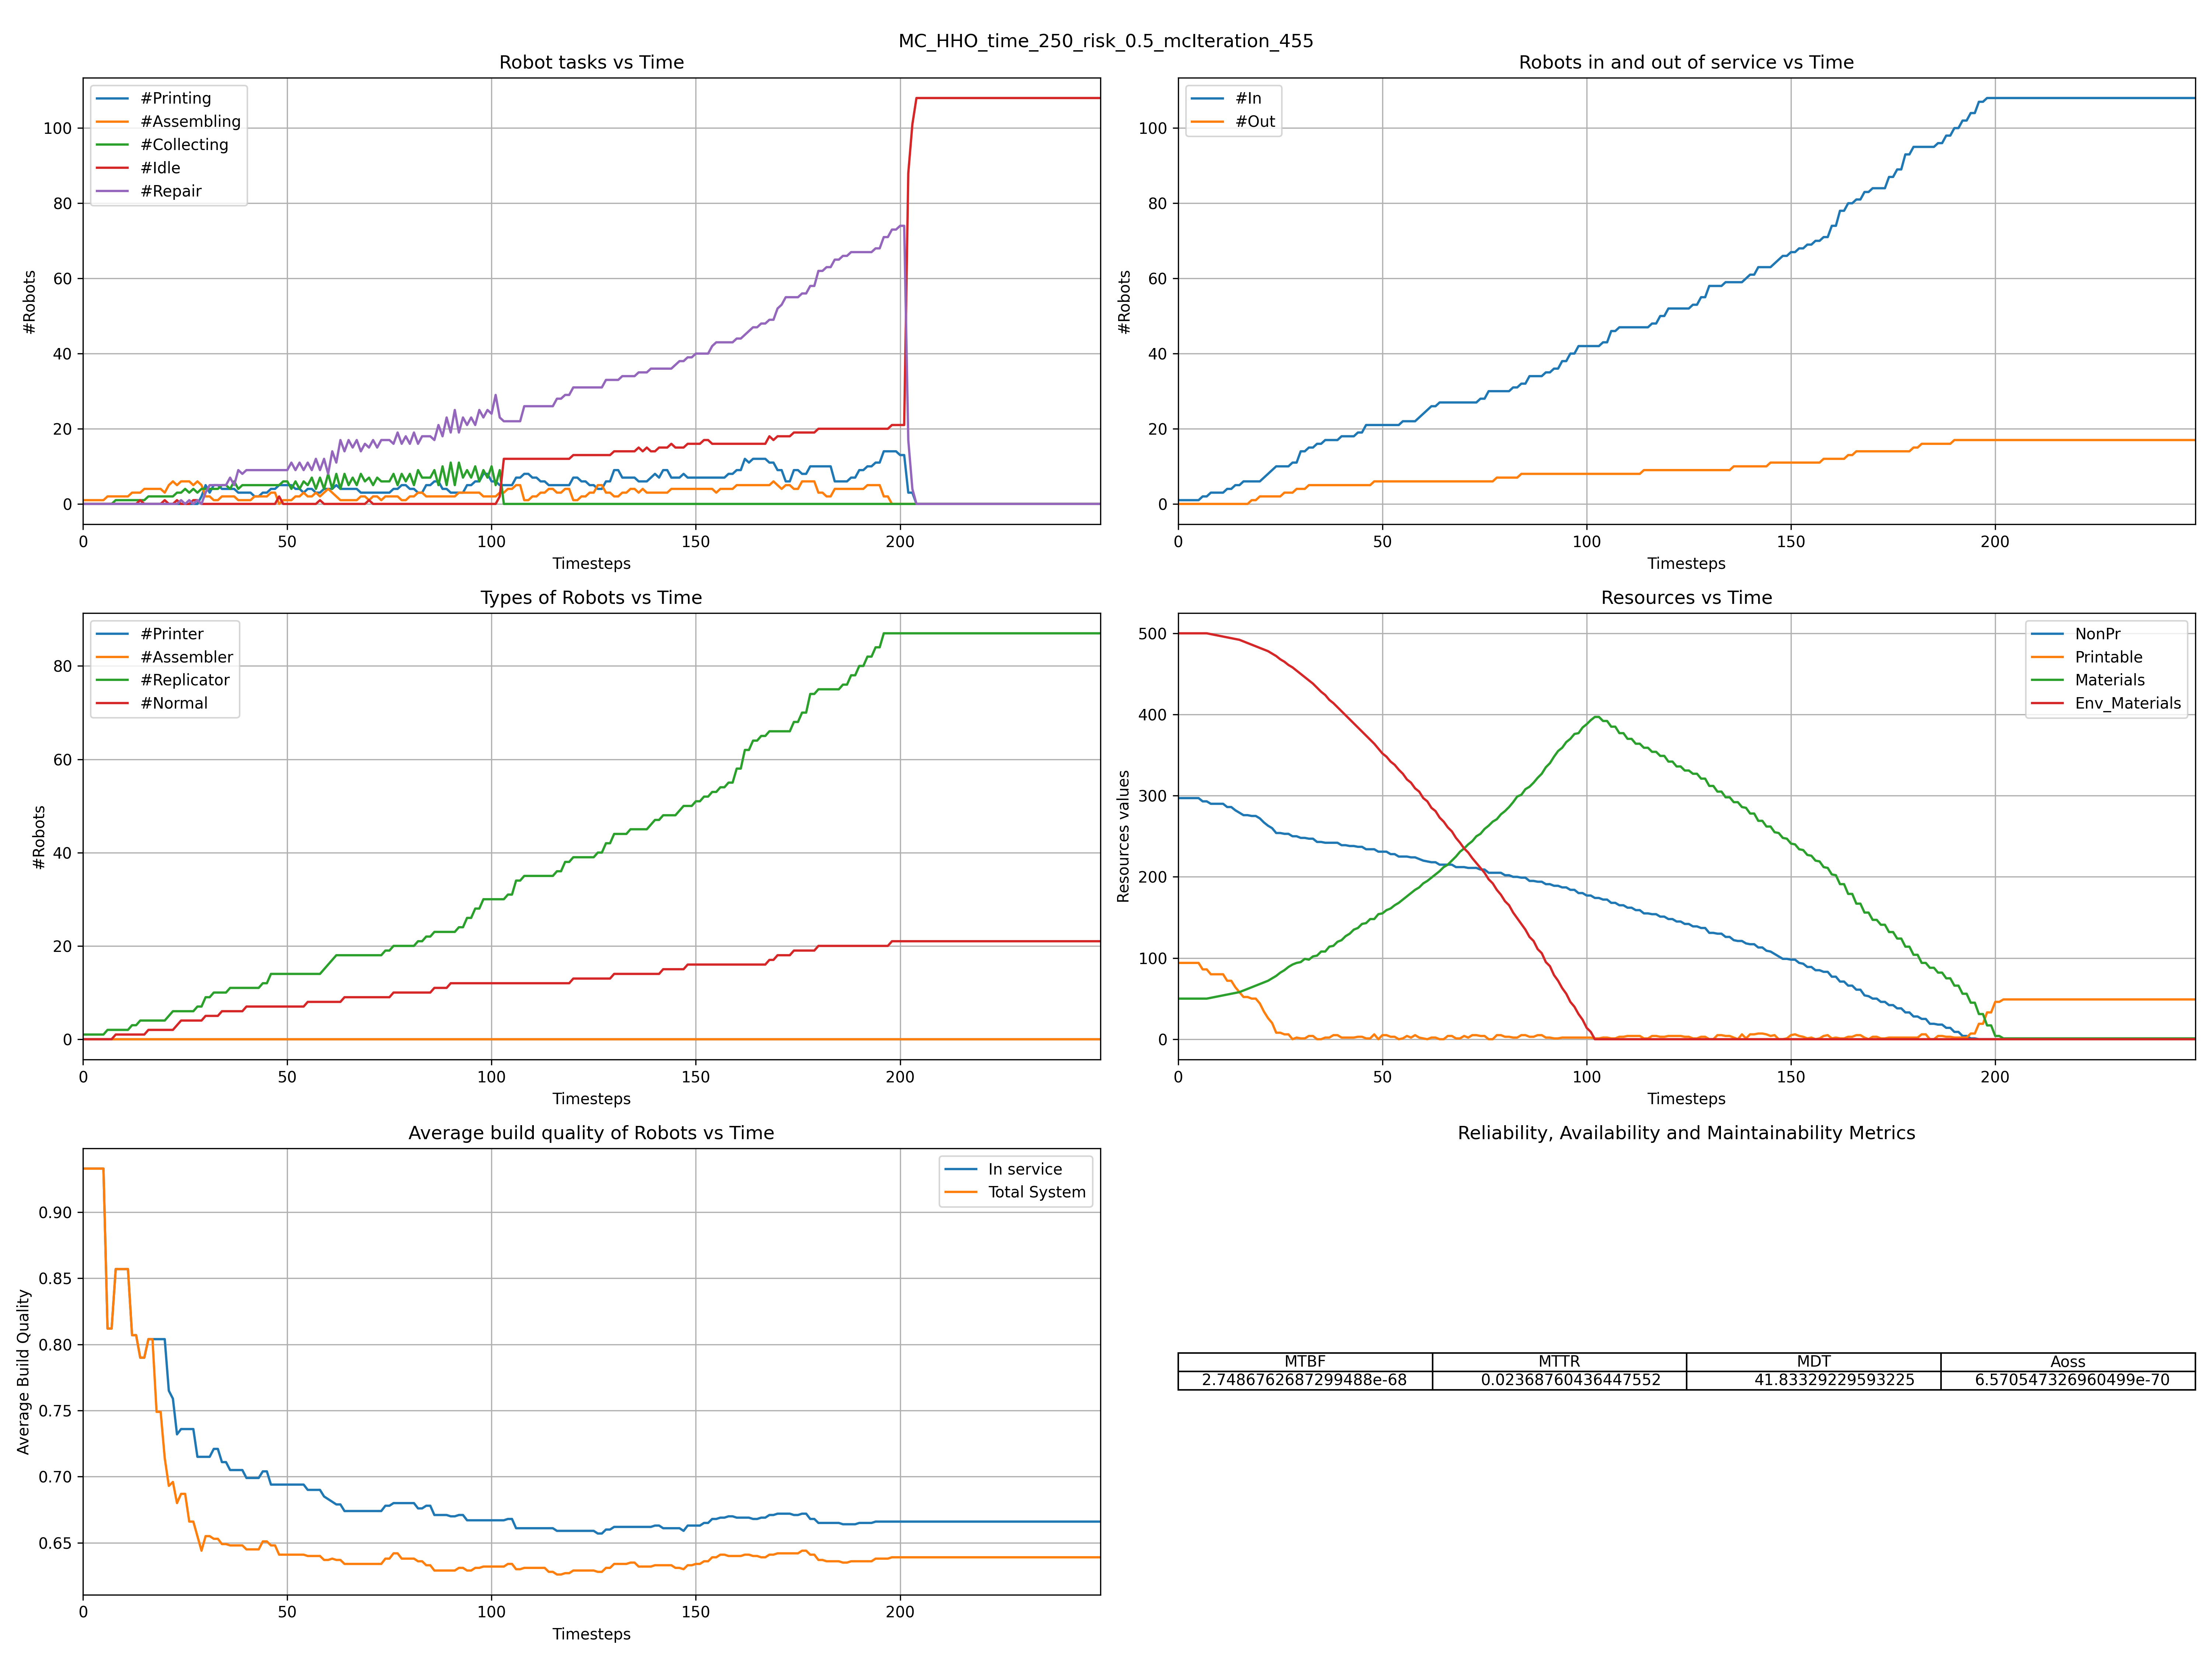 MC_HHO_time_250_risk_0.5_mcIteration_455
Robot tasks vs Time
#Printing
#Assembling
#Collecting
#Idle
#Repair
#Robots
100
80
60
40
20
0
0 50 100 150 200
Timesteps
Robots in and out of service vs Time
#In
#Out
#Robots
100
80
60
40
20
0
0 50 100 150 200
Timesteps
Types of Robots vs Time
#Printer
#Assembler
#Replicator
#Normal
#Robots
80
60
40
20
0
0 50 100 150 200
Timesteps
Resources vs Time
NonPr
Printable
Materials
Env_Materials
Resources values
500
400
300
200
100
0
0 50 100 150 200
Timesteps
Average build quality of Robots vs Time
In service
Total System
Average Build Quality
0.90
0.85
0.80
0.75
0.70
0.65
0 50 100 150 200
Timesteps
Reliability, Availability and Maintainability Metrics
MTBF MTTR MDT Aoss
2.7486762687299488e-68 0.02368760436447552 41.83329229593225 6.570547326960499e-70